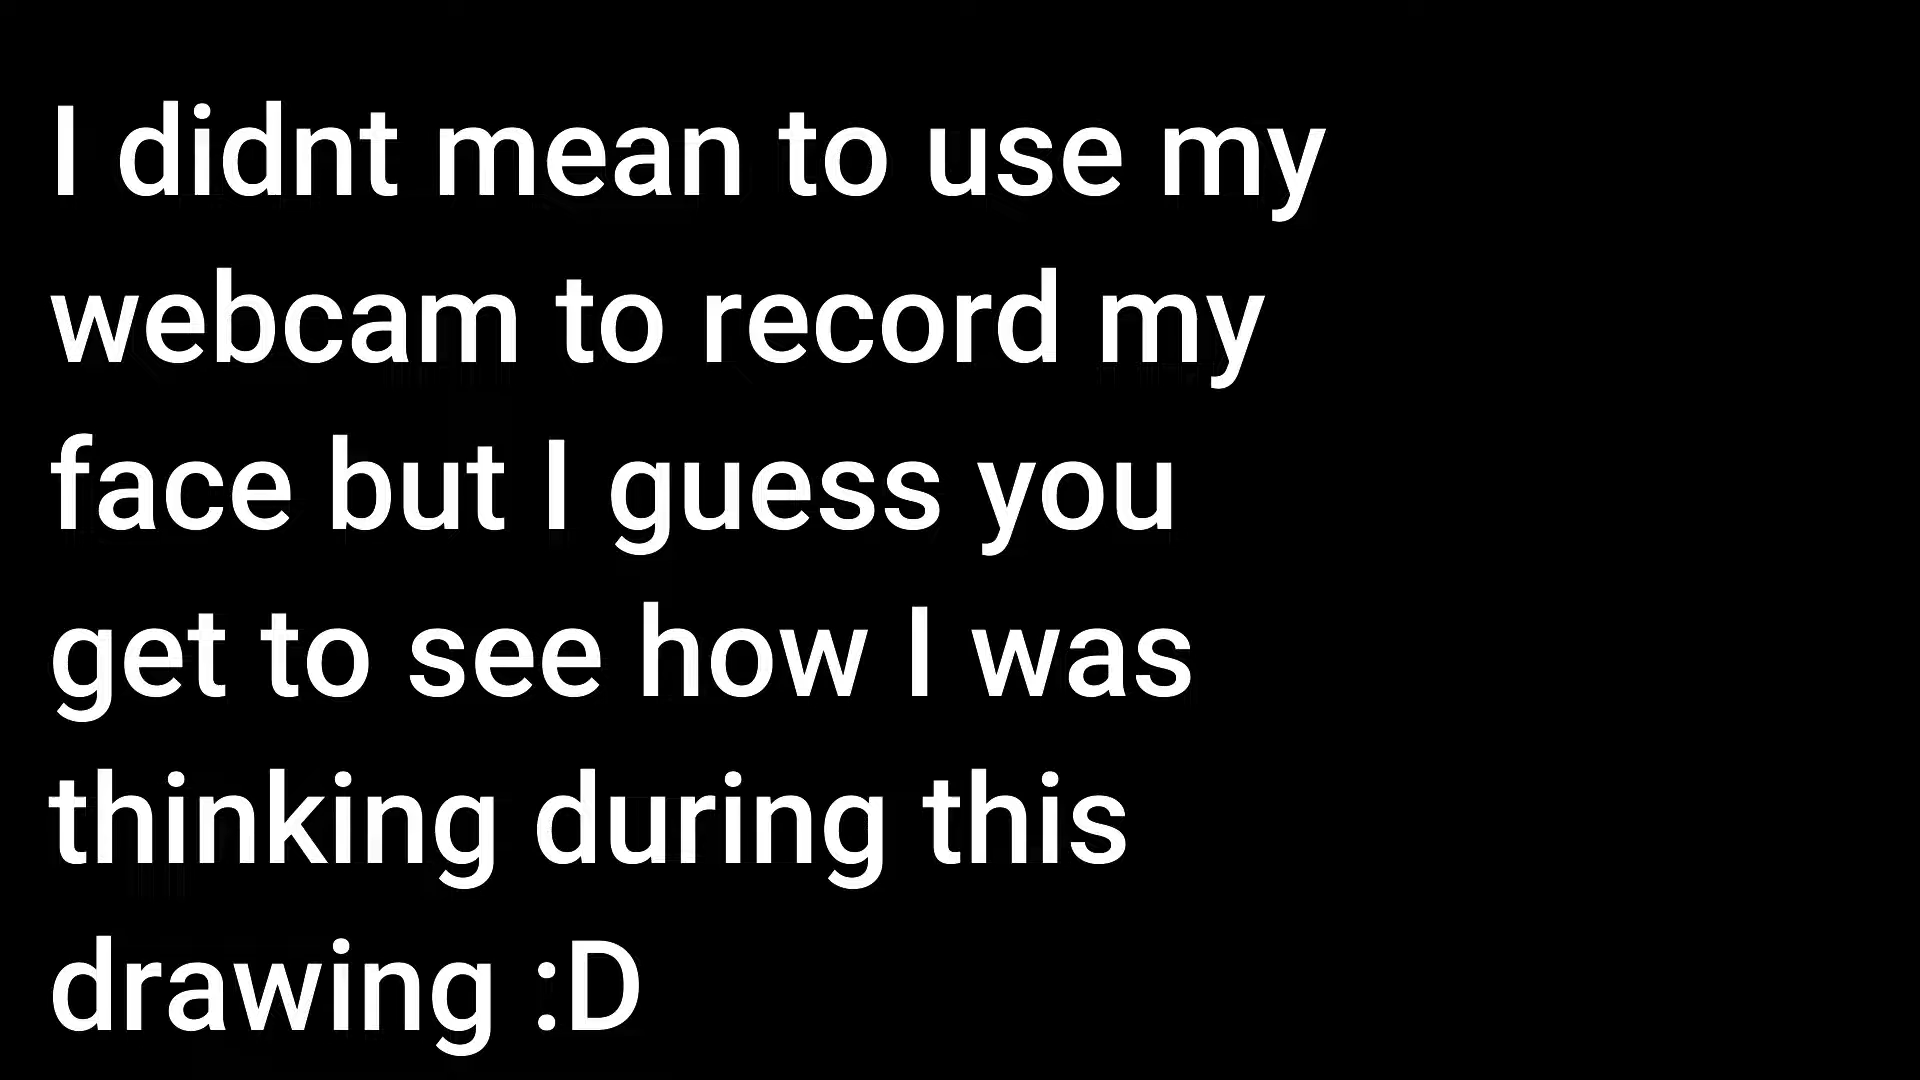 I didnt mean to use my
webcam to record my
face but I guess you
get to see how I was
thinking during this
drawing :D